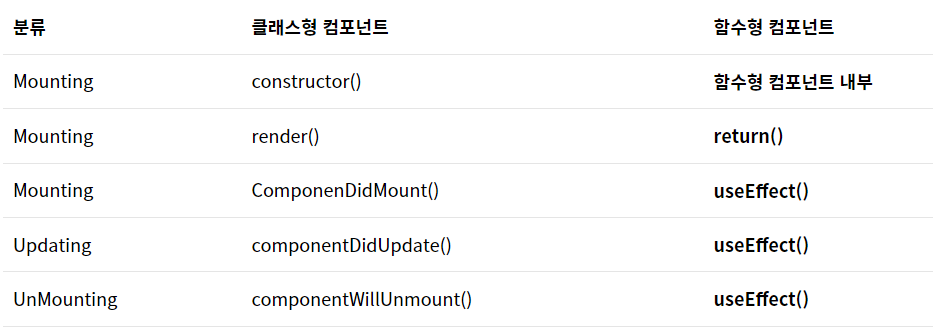 분류 클래스형 컴포넌트 함수형 컴포넌트
Mounting constructor() 함수형 컴포넌트 내부
Mounting render() return()
Mounting ComponenDidMount() useEffect()
Updating componentDidUpdate() useEffect()
UnMounting componentWillUnmount() useEffect()